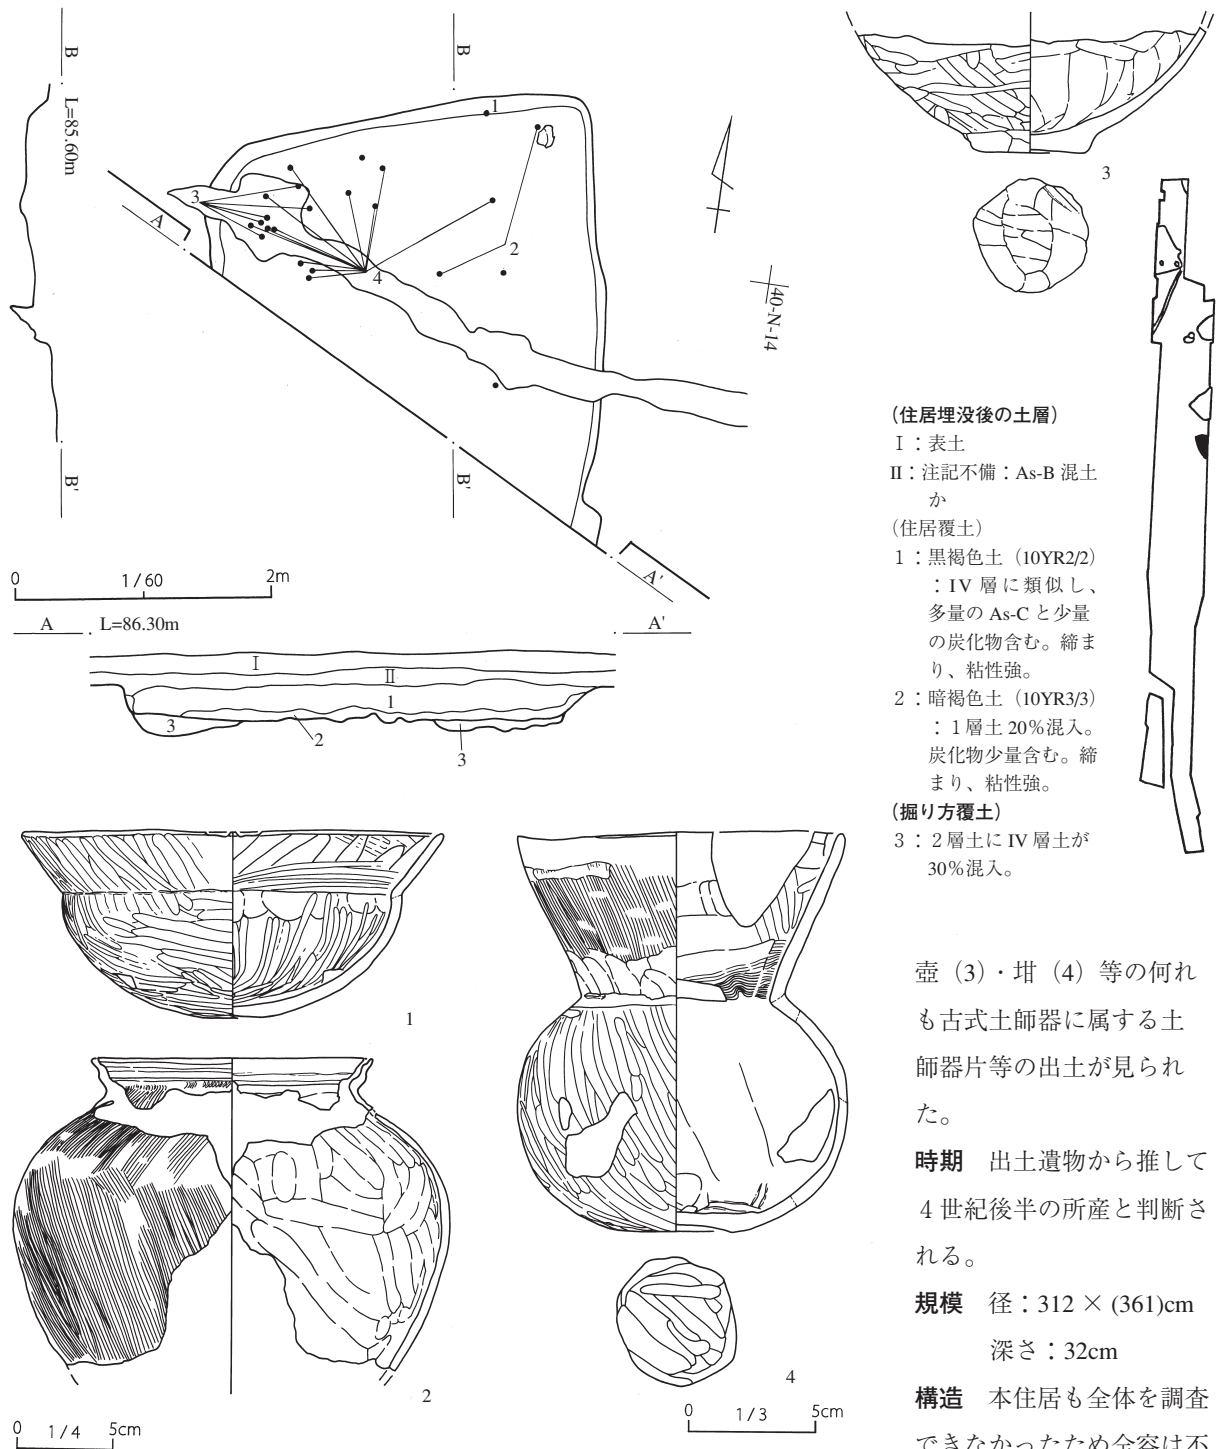 B
L=85.60m
B
1
3
A
2
4
40-N-14
B'
B'
A'
0 1/60 2m
A L=86.30m A'
I
II
1
3
2
3
1
2
0 1/4 5cm
4
0 1/3 5cm
3
（住居埋没後の土層）
Ⅰ：表土
Ⅱ：注記不備：As-B 混土
か
（住居覆土）
1：黒褐色土（10YR2/2）
：IV 層に類似し、
多量の As-C と少量
の炭化物含む。締ま
り、粘性強。
2：暗褐色土（10YR3/3）
：1層土 20％混入。
炭化物少量含む。締
まり、粘性強。
（掘り方覆土）
3：2層土に IV 層土が
30％混入。
壺（3）・坩（4）等の何れ
も古式土師器に属する土
師器片等の出土が見られ
た。
時期　出土遺物から推して
4 世紀後半の所産と判断さ
れる。
規模　径：312 × (361)cm
深さ：32cm
構造　本住居も全体を調査
できなかったため全容は不